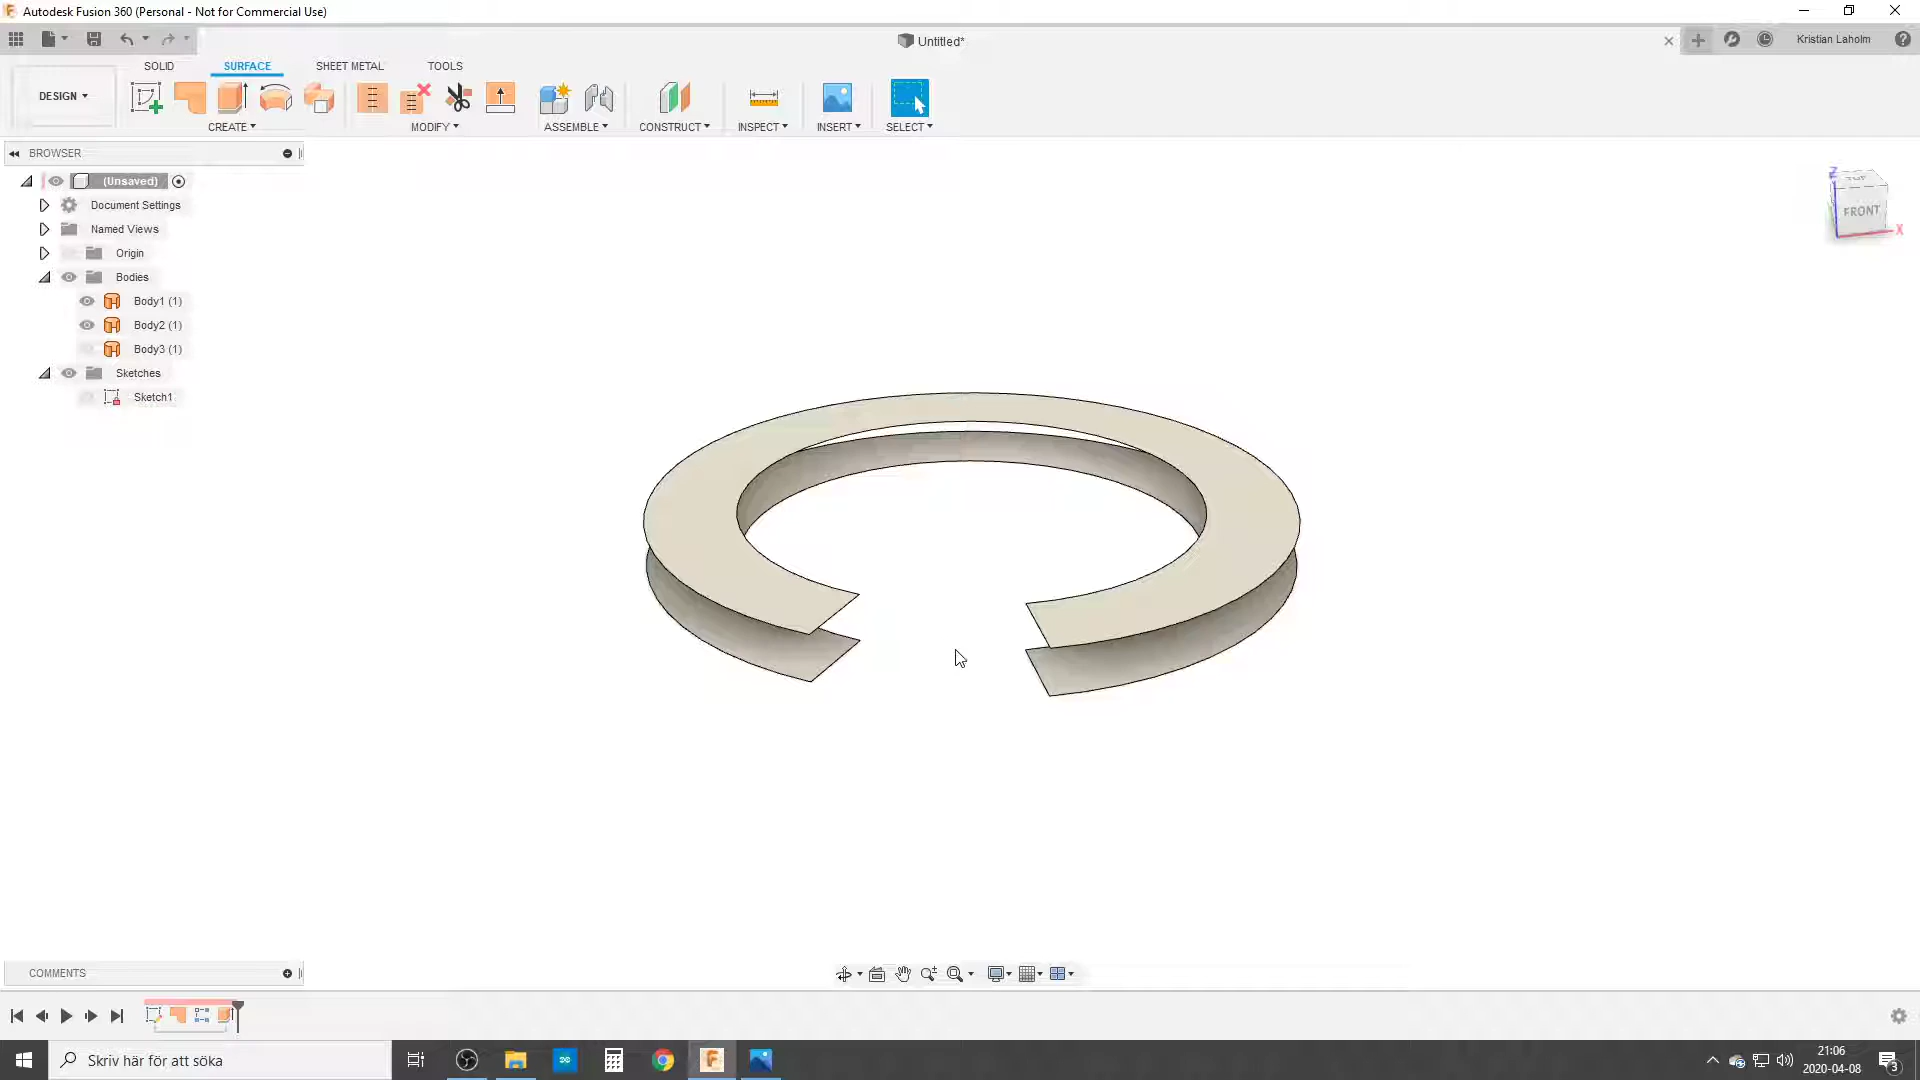 Autodesk Fusion 360 (Personal - Not for Commercial Use)
Untitled*
Kristian Laholm
SOLID
SURFACE
SHEET METAL
TOOLS
DESIGN
CREATE
MODIFY
ASSEMBLE
CONSTRUCT
INSPECT
INSERT
SELECT
BROWSER
(Unsaved)
Document Settings
Named Views
Origin
Bodies
Body1 (1)
Body2 (1)
Body3 (1)
Sketches
Sketch1
Z
TOP
FRONT
X
COMMENTS
Skriv här för att söka
21:06
2020-04-08
3